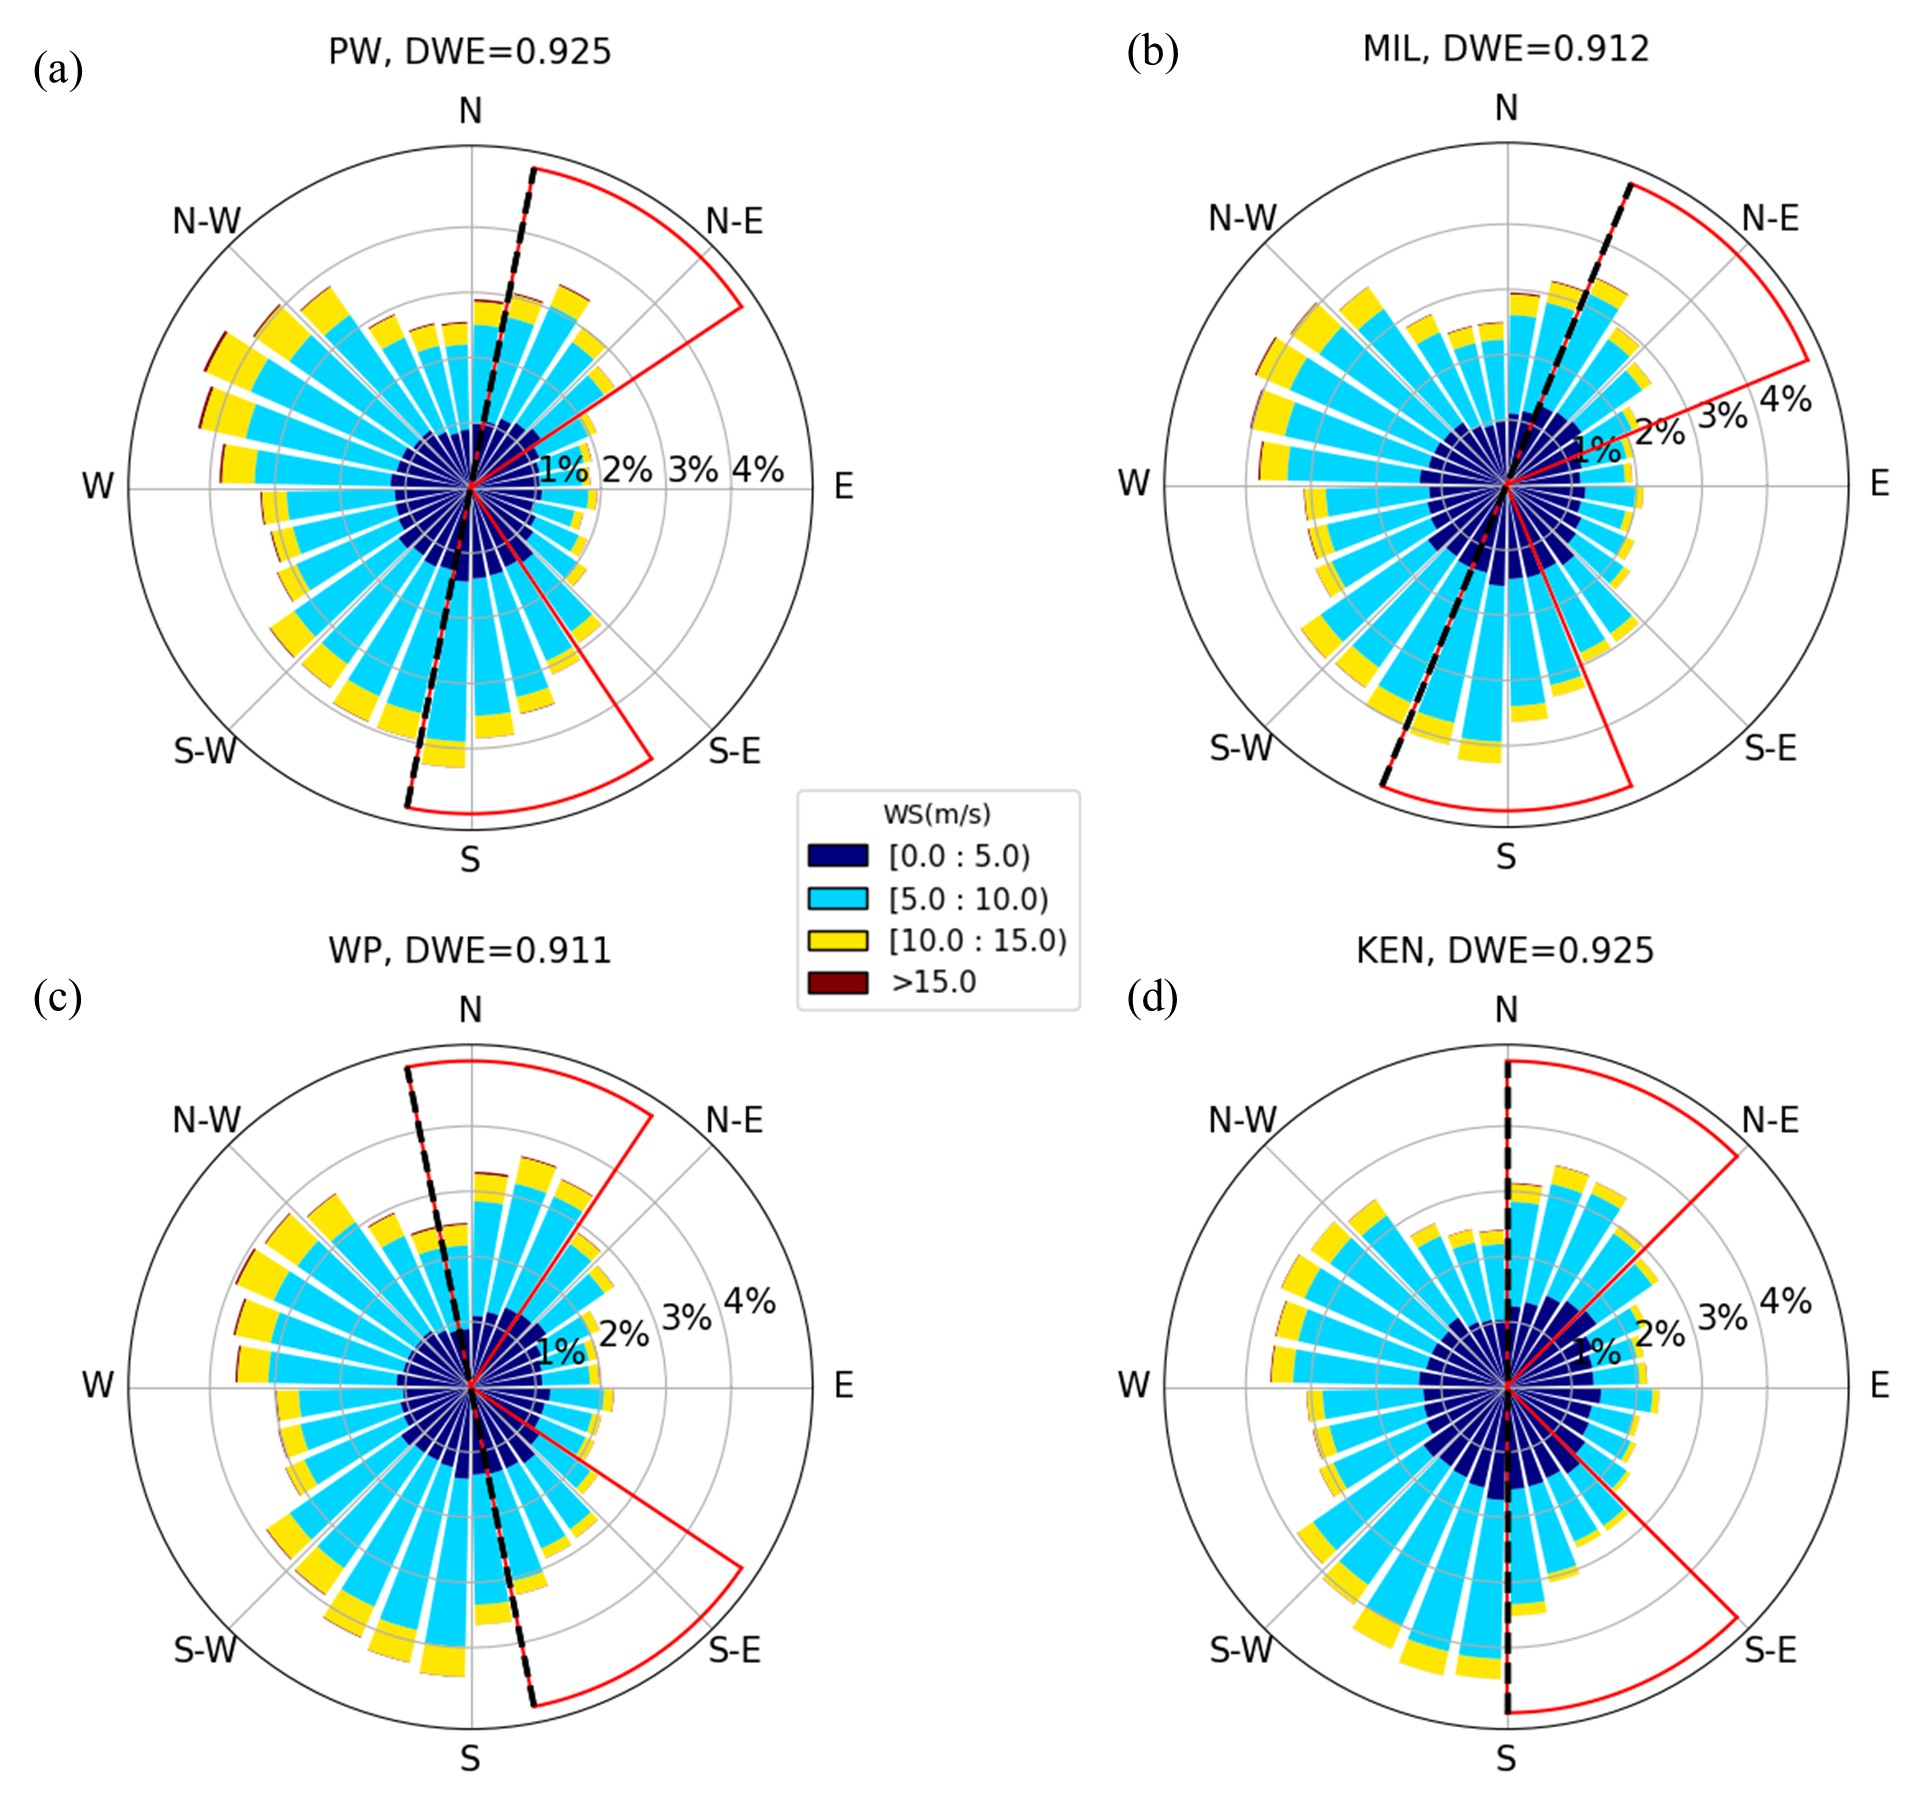 (a)
PW, DWE=0.925
N
N-W
N-E
W
1% 2% 3% 4%
E
S-W
S-E
S
(b)
MIL, DWE=0.912
N
N-W
N-E
W
1% 2% 3% 4%
E
S-W
S-E
S
WS(m/s)
[0.0 : 5.0)
[5.0 : 10.0)
[10.0 : 15.0)
>15.0
(c)
WP, DWE=0.911
N
N-W
N-E
W
1% 2% 3% 4%
E
S-W
S-E
S
(d)
KEN, DWE=0.925
N
N-W
N-E
W
1% 2% 3% 4%
E
S-W
S-E
S